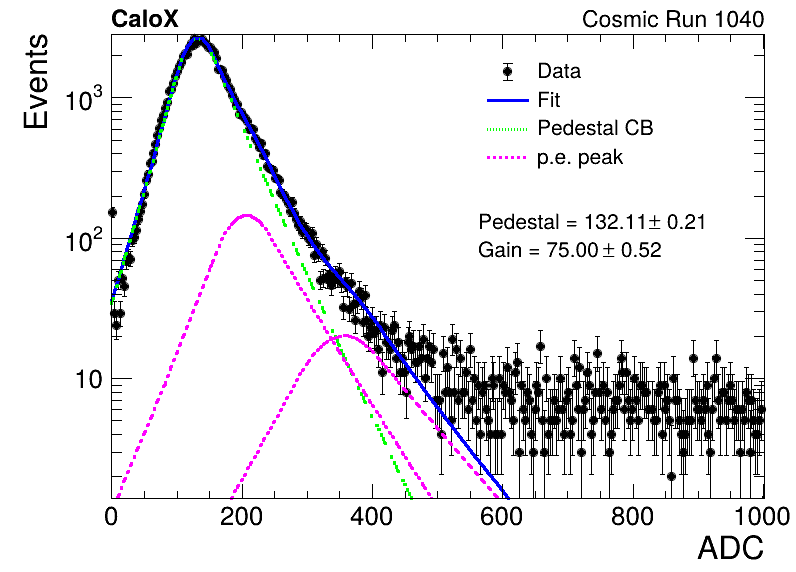 CaloX Cosmic Run 1040
Events
10³
10²
10
Data
Fit
Pedestal CB
p.e. peak
Pedestal = 132.11± 0.21
Gain = 75.00 ± 0.52
0 200 400 600 800 1000
ADC